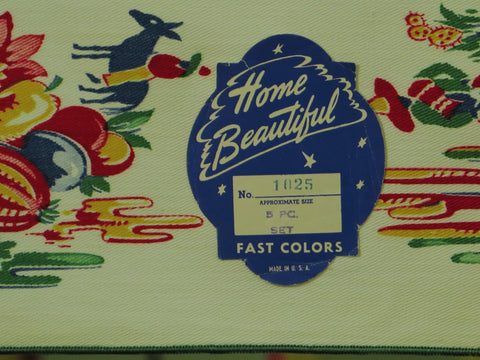 Home
Beautiful
No. 1025
APPROXIMATE SIZE
5 PC.
SET
FAST COLORS
MADE IN U.S.A.